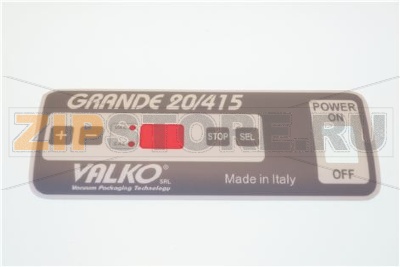 GRANDE 20/415
POWER
ON
+ − STOP SEL
OFF
VALKO® SRL
Vacuum Packaging Technology
Made in Italy
ZIPSTORE.RU